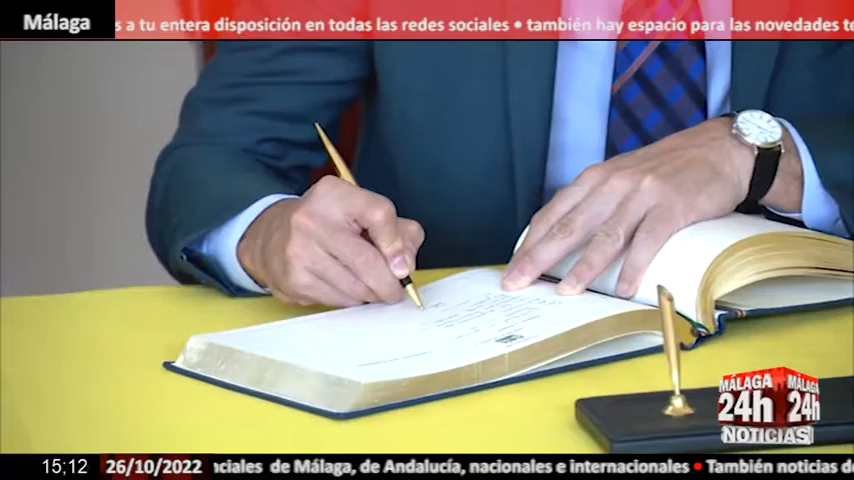 Málaga
s a tu entera disposición en todas las redes sociales • también hay espacio para las novedades te
MÁLAGA MÁLAGA
24h 24h
NOTICIAS
15:12 26/10/2022 nciales de Málaga, de Andalucía, nacionales e internacionales • También noticias de